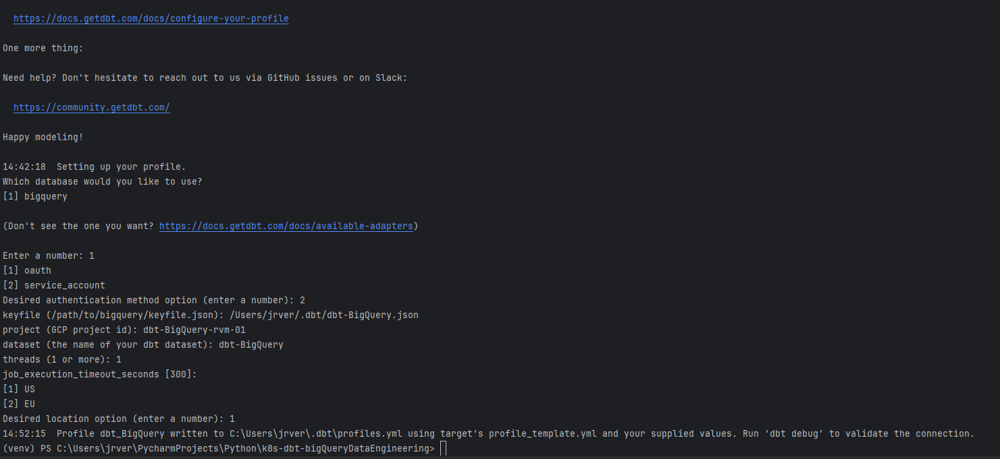 https://docs.getdbt.com/docs/configure-your-profile
One more thing:
Need help? Don't hesitate to reach out to us via GitHub issues or on Slack:
https://community.getdbt.com/
Happy modeling!
14:42:18  Setting up your profile.
Which database would you like to use?
[1] bigquery
(Don't see the one you want? https://docs.getdbt.com/docs/available-adapters)
Enter a number: 1
[1] oauth
[2] service_account
Desired authentication method option (enter a number): 2
keyfile (/path/to/bigquery/keyfile.json): /Users/jrver/.dbt/dbt-BigQuery.json
project (GCP project id): dbt-BigQuery-rvm-01
dataset (the name of your dbt dataset): dbt-BigQuery
threads (1 or more): 1
job_execution_timeout_seconds [300]:
[1] US
[2] EU
Desired location option (enter a number): 1
14:52:15  Profile dbt_BigQuery written to C:\Users\jrver\.dbt\profiles.yml using target's profile_template.yml and your supplied values. Run 'dbt debug' to validate the connection.
(venv) PS C:\Users\jrver\PycharmProjects\Python\k8s-dbt-bigQueryDataEngineering>